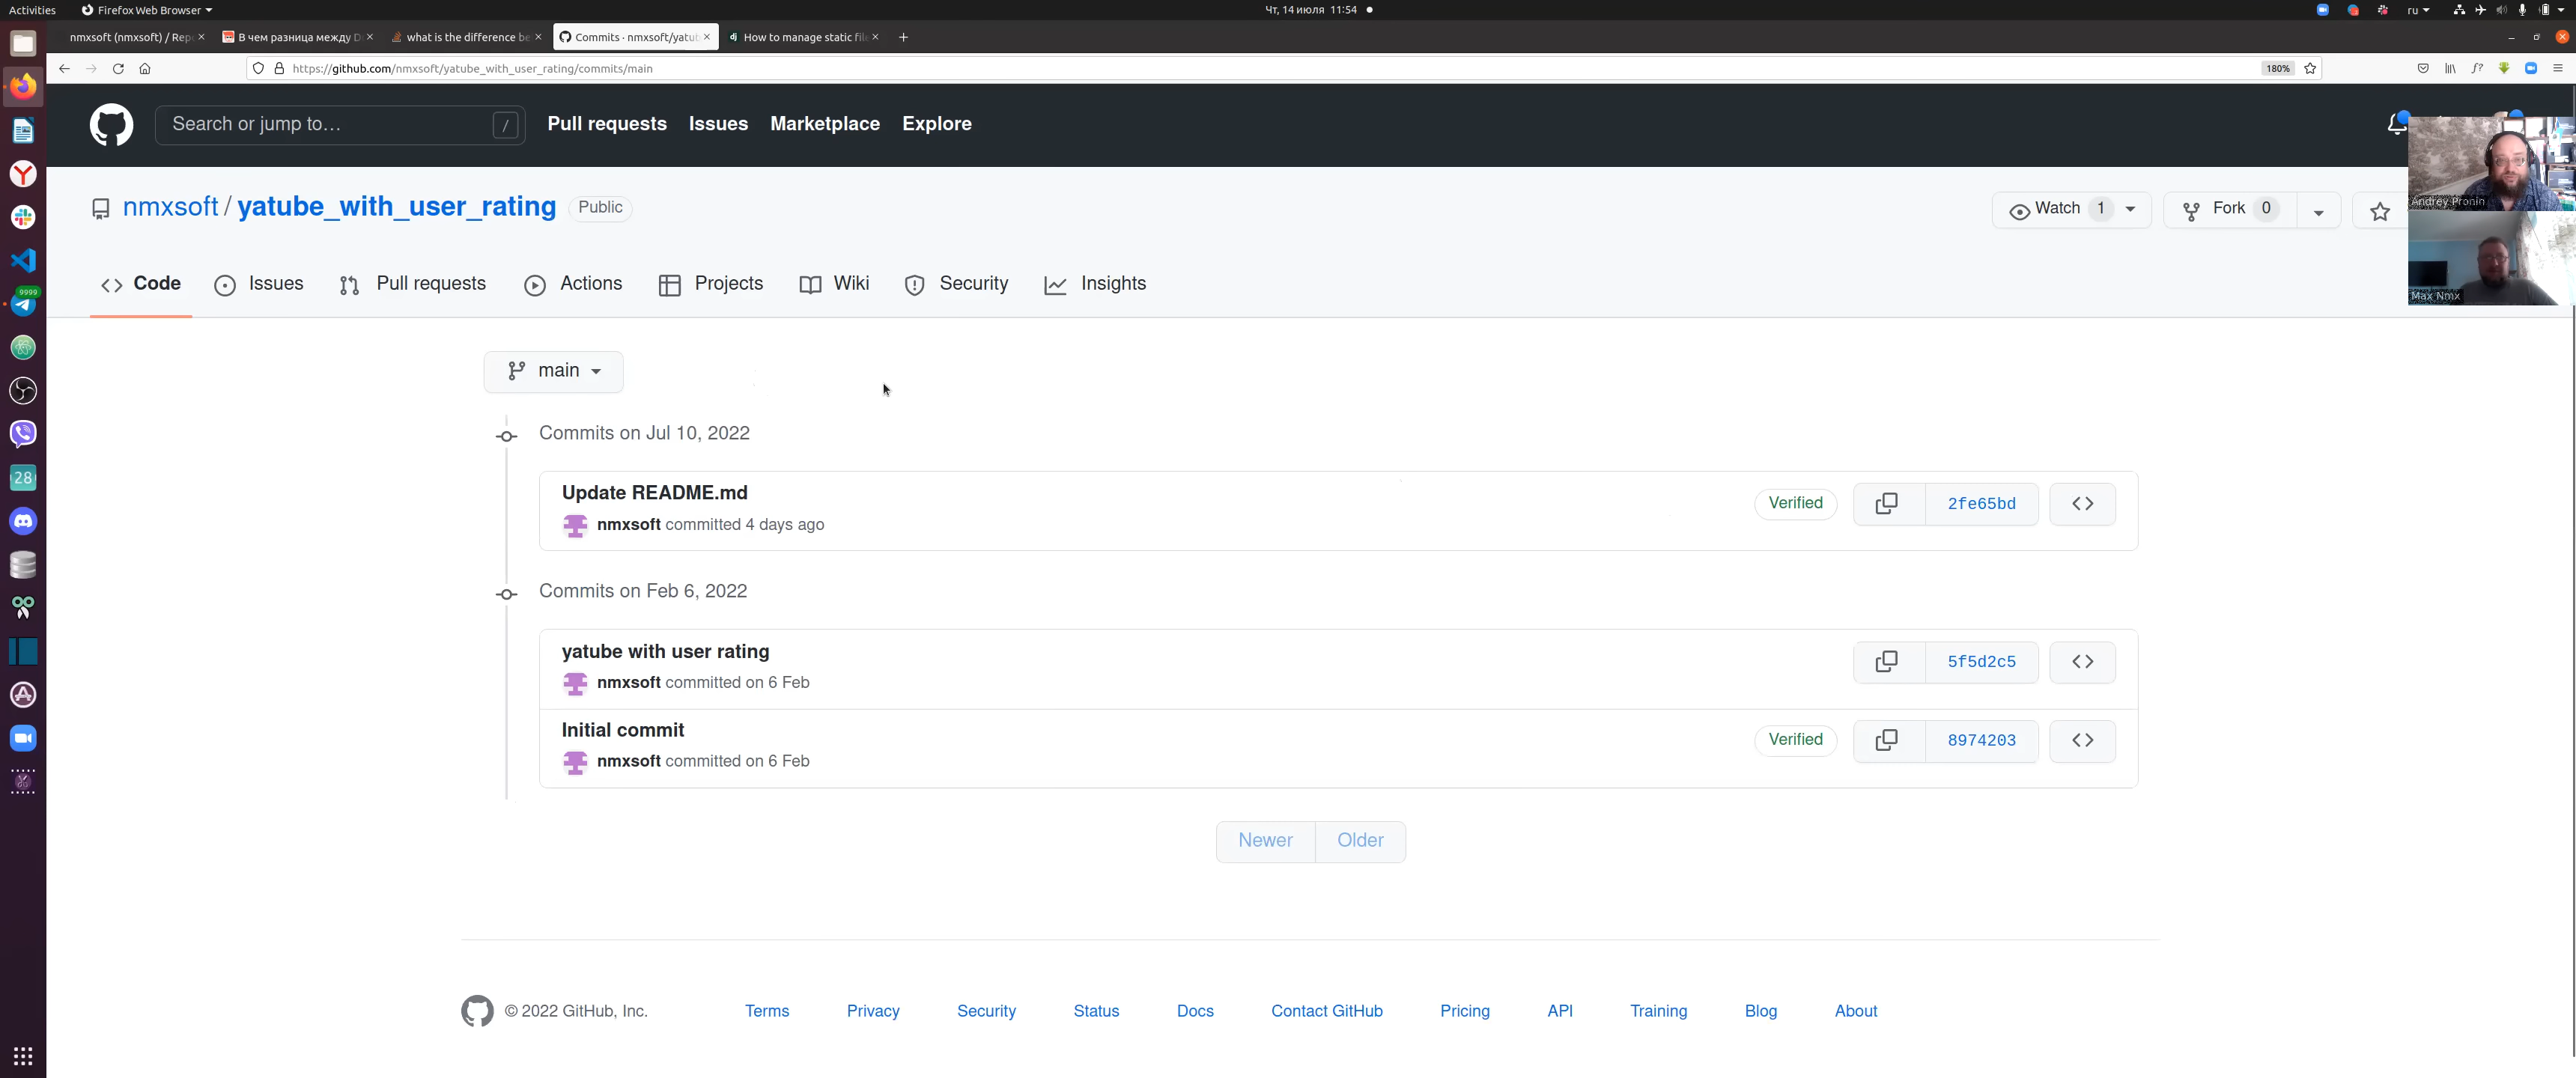 Activities
Firefox Web Browser
Чт, 14 июля 11:54
ru
nmxsoft (nmxsoft) / Repo
В чем разница между D
what is the difference be
Commits · nmxsoft/yatub
dj How to manage static fil
https://github.com/nmxsoft/yatube_with_user_rating/commits/main
180%
Search or jump to…
/
Pull requests
Issues
Marketplace
Explore
nmxsoft / yatube_with_user_rating
Public
Watch 1
Fork 0
Andrey Pronin
Max Nmx
Code
Issues
Pull requests
Actions
Projects
Wiki
Security
Insights
9999
28
main
Commits on Jul 10, 2022
Update README.md
nmxsoft committed 4 days ago
Verified
2fe65bd
Commits on Feb 6, 2022
yatube with user rating
nmxsoft committed on 6 Feb
5f5d2c5
Initial commit
nmxsoft committed on 6 Feb
Verified
8974203
Newer
Older
© 2022 GitHub, Inc.
Terms
Privacy
Security
Status
Docs
Contact GitHub
Pricing
API
Training
Blog
About